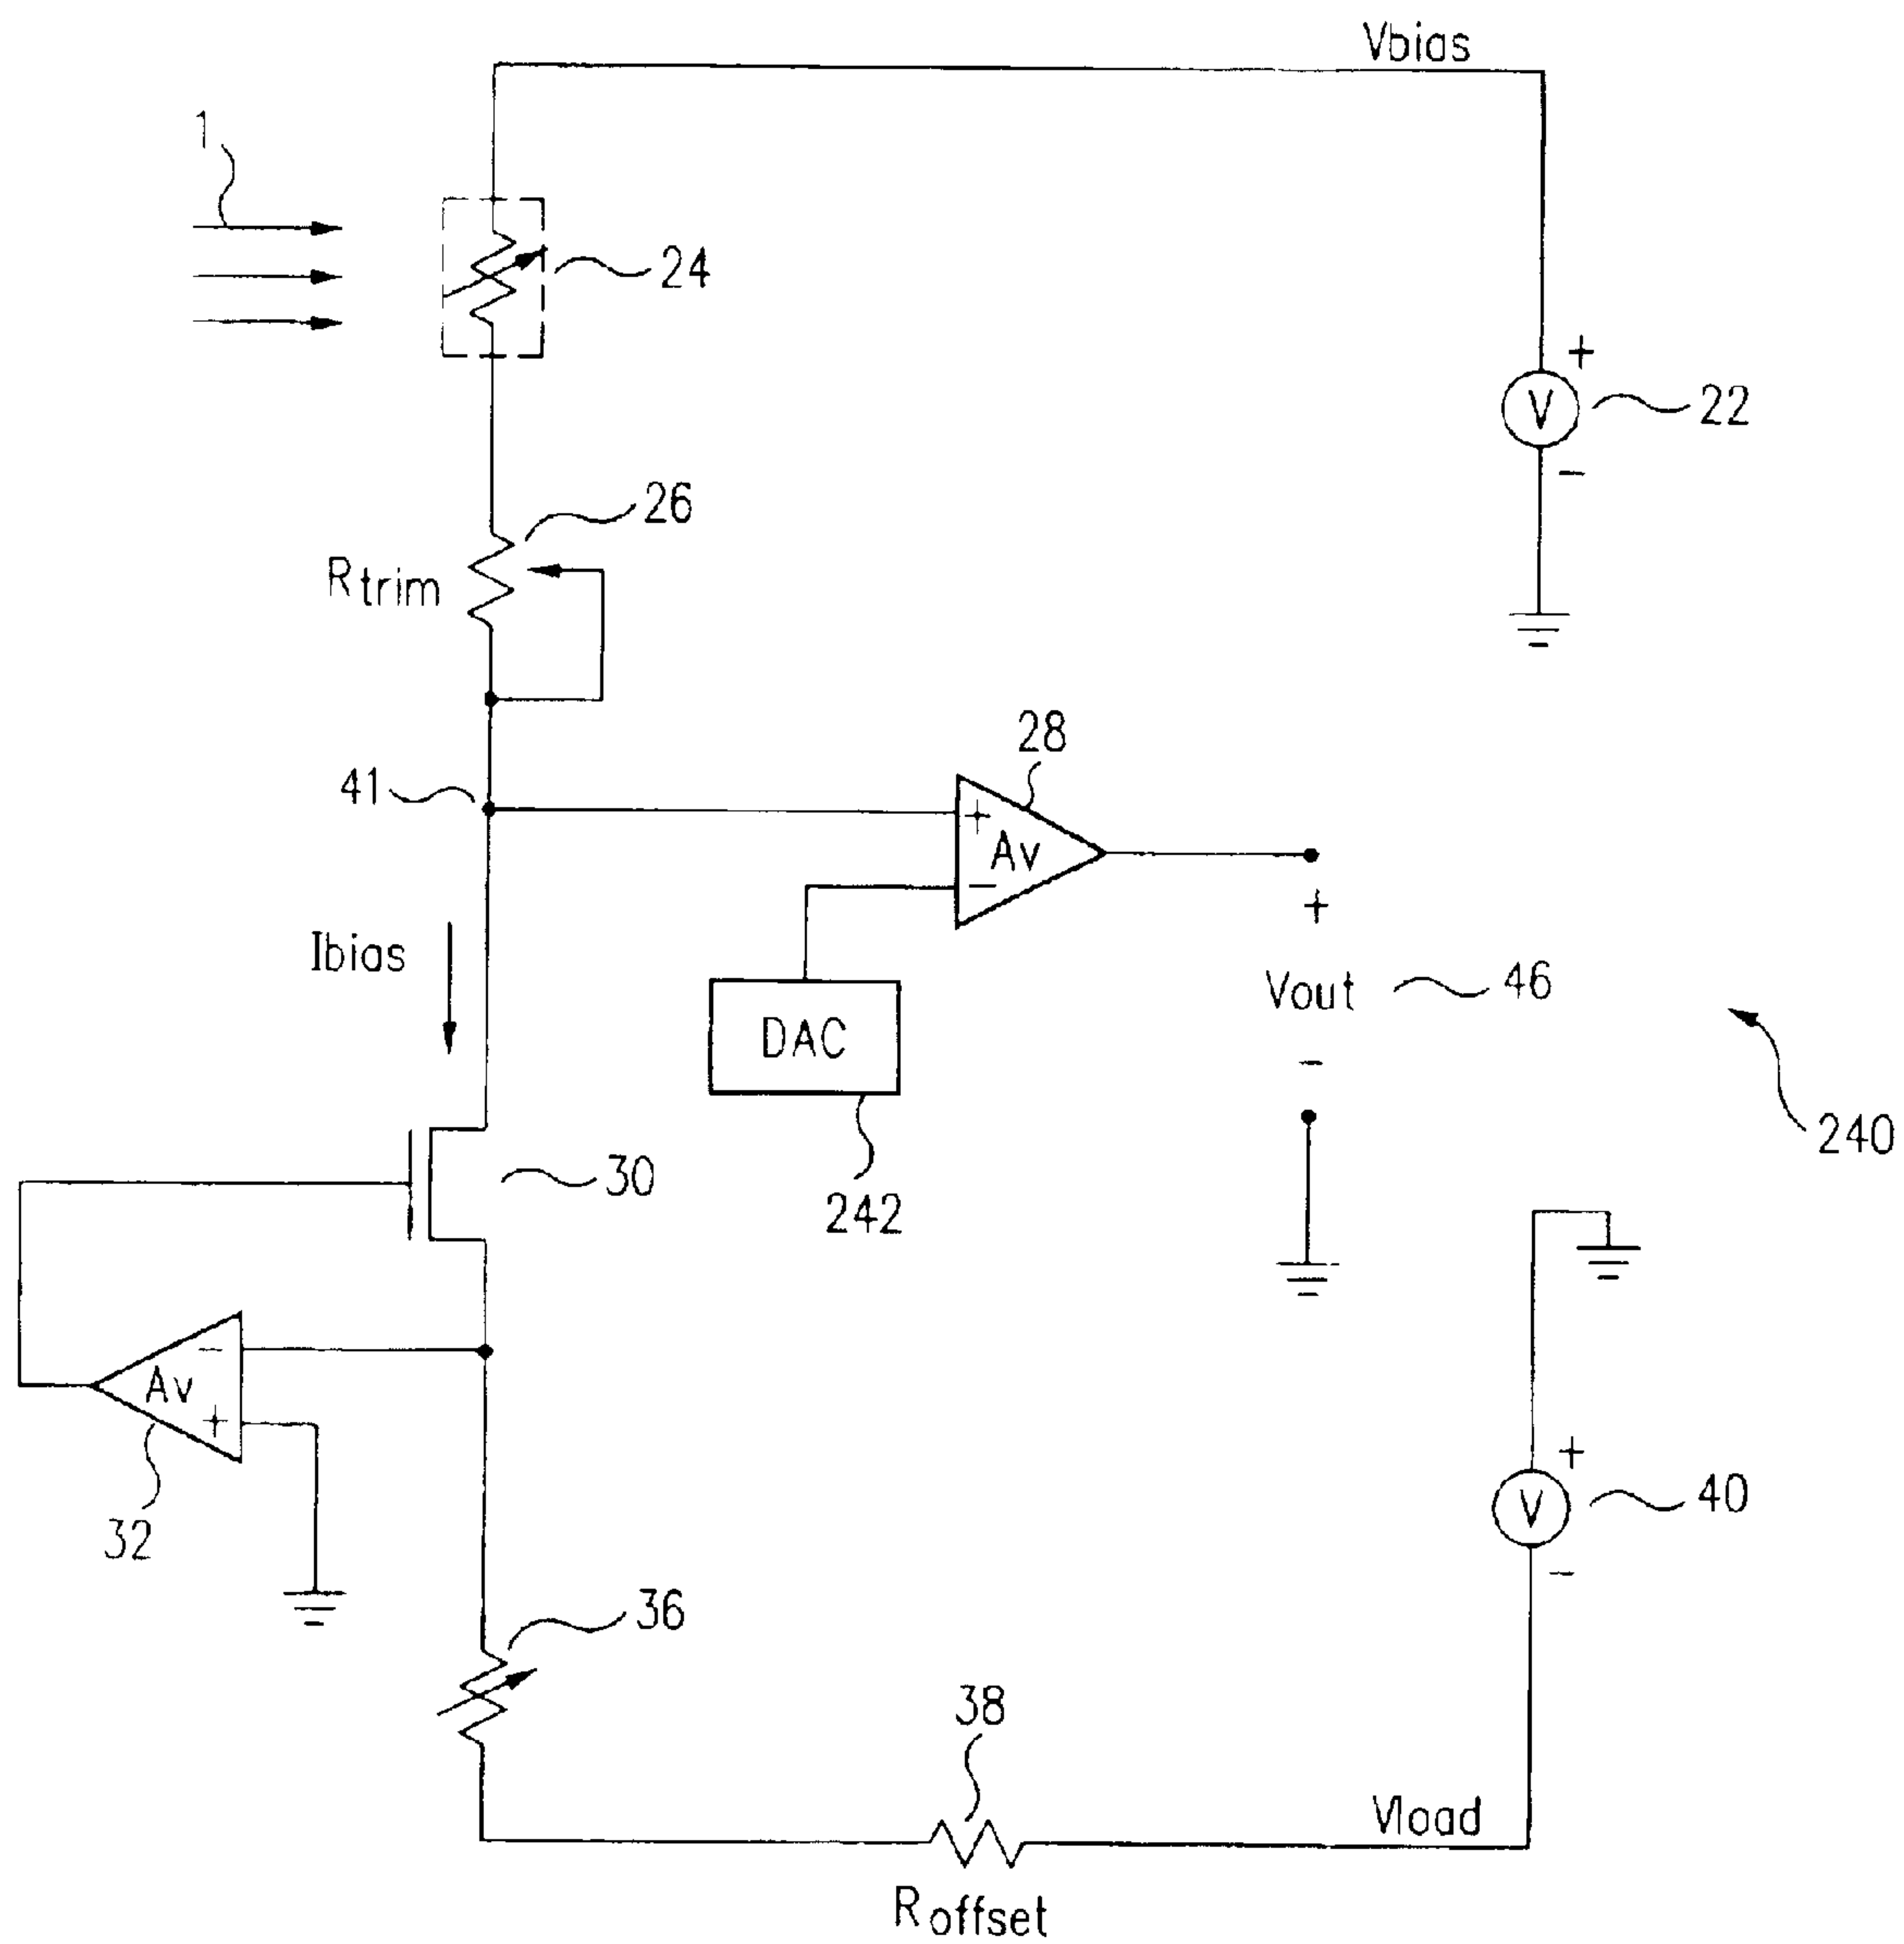 Vbias
1
24
+
V
22
−
26
Rtrim
28
41
+
Av
−
+
Ibias
Vout
46
DAC
−
240
30
242
−
Av
+
+
V
40
32
−
36
38
Vload
Roffset